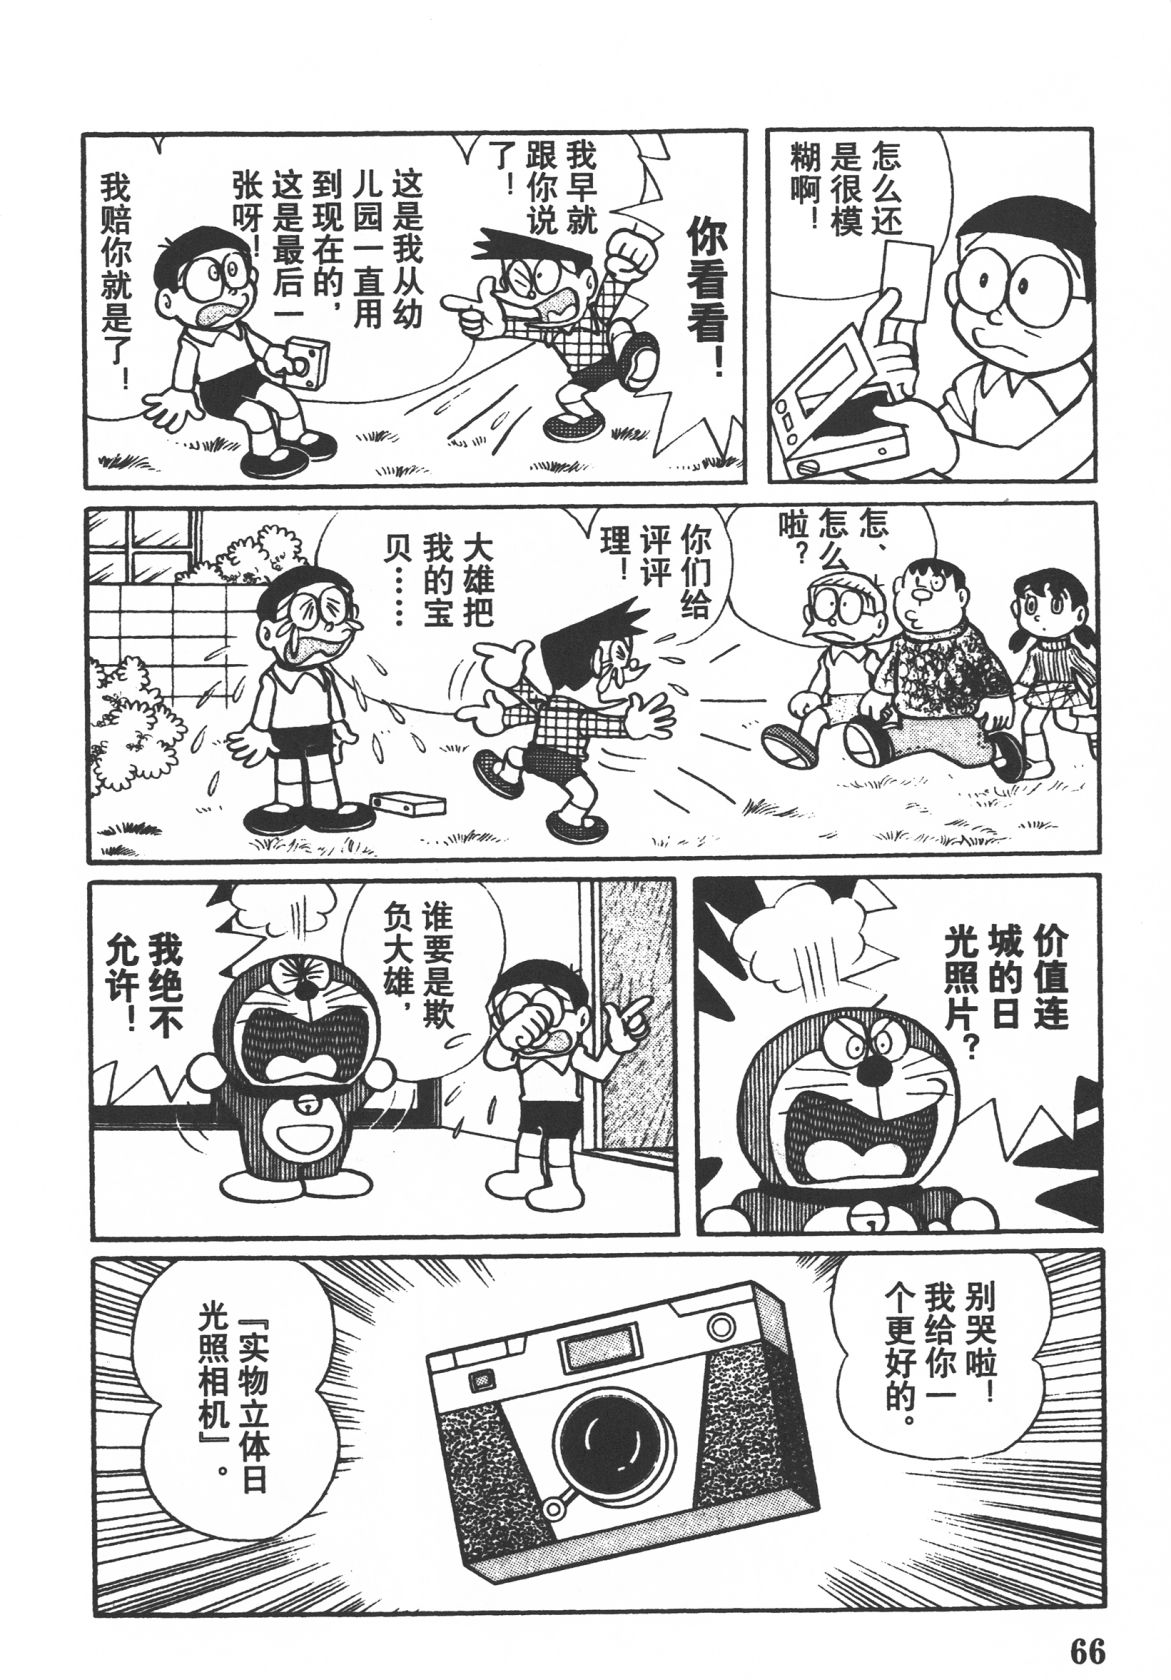 怎么还
是很模
糊啊！
你看看！
我早就
跟你说
了！
这是我从幼
儿园一直用
到现在的，
这是最后一
张呀！
我赔你就是了！
怎、
怎么
啦？
你们给
评评
理！
大雄把
我的宝
贝……
价值连
城的日
光照片？
谁要是欺
负大雄，
我绝不
允许！
别哭啦！
我给你一
个更好的。
『实物立体日
光照相机』。
66